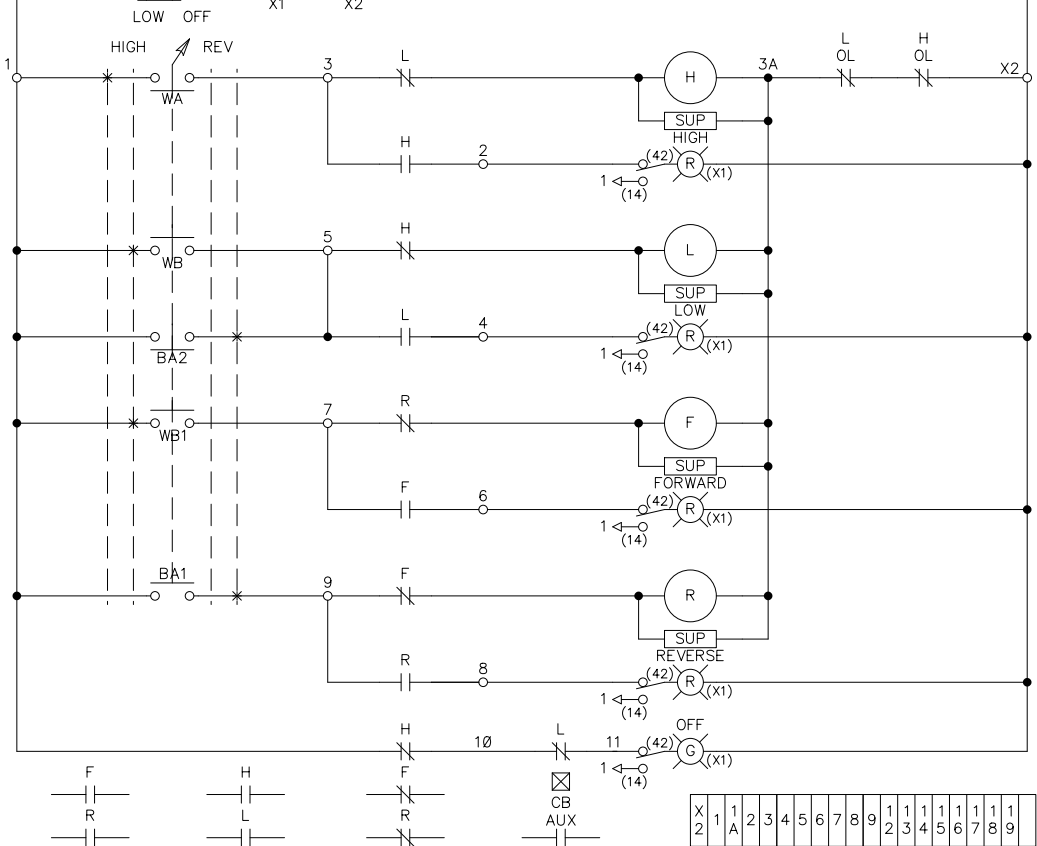 X1 X2
LOW OFF
HIGH REV
1 3 L H 3A L OL H OL X2
WA
SUP
HIGH
H 2 (42) R (X1)
1 (14)
5 H L
WB
SUP
LOW
L 4 (42) R (X1)
BA2
1 (14)
7 R F
WB1
SUP
FORWARD
F 6 (42) R (X1)
1 (14)
BA1
9 F R
SUP
REVERSE
R 8 (42) R (X1)
1 (14)
OFF
H 10 L 11 (42) G (X1)
1 (14)
F H F
CB
R L R AUX
X2 1 1A 2 3 4 5 6 7 8 9 12 13 14 15 16 17 18 19